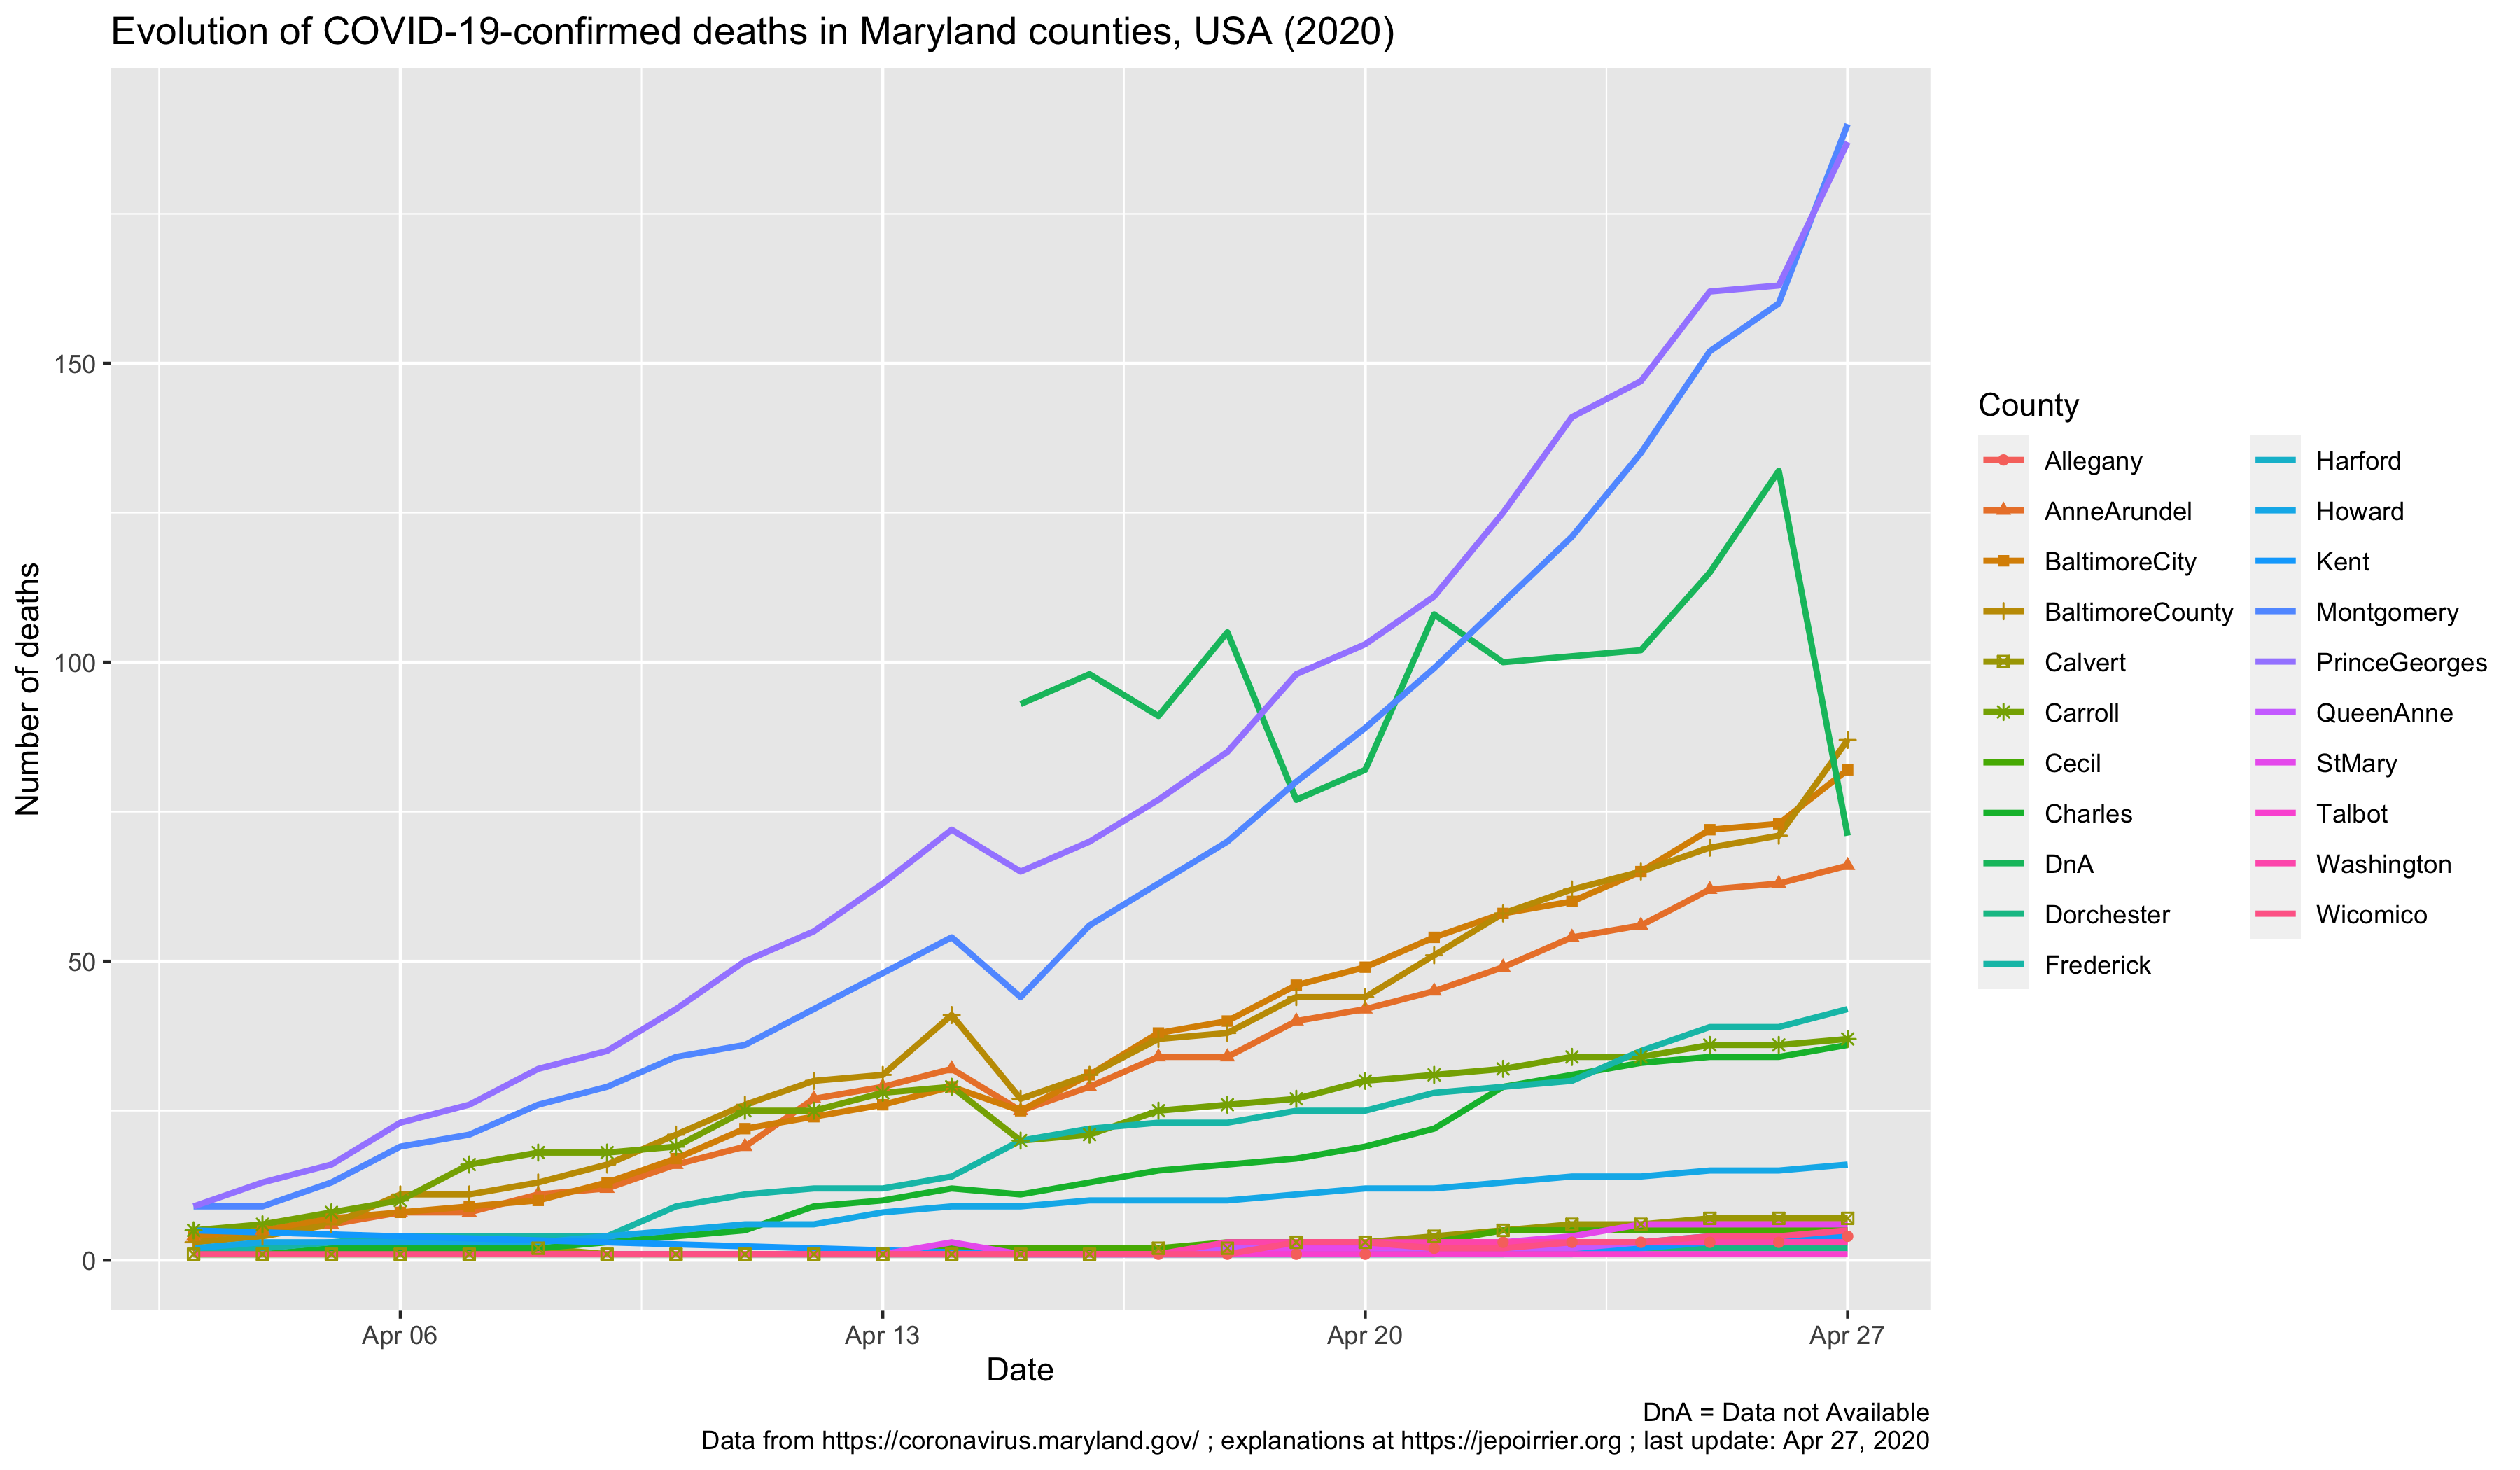 Evolution of COVID-19-confirmed deaths in Maryland counties, USA (2020)
Number of deaths
150
100
50
0
Apr 06
Apr 13
Apr 20
Apr 27
Date
County
Allegany
AnneArundel
BaltimoreCity
BaltimoreCounty
Calvert
Carroll
Cecil
Charles
DnA
Dorchester
Frederick
Harford
Howard
Kent
Montgomery
PrinceGeorges
QueenAnne
StMary
Talbot
Washington
Wicomico
DnA = Data not Available
Data from https://coronavirus.maryland.gov/ ; explanations at https://jepoirrier.org ; last update: Apr 27, 2020